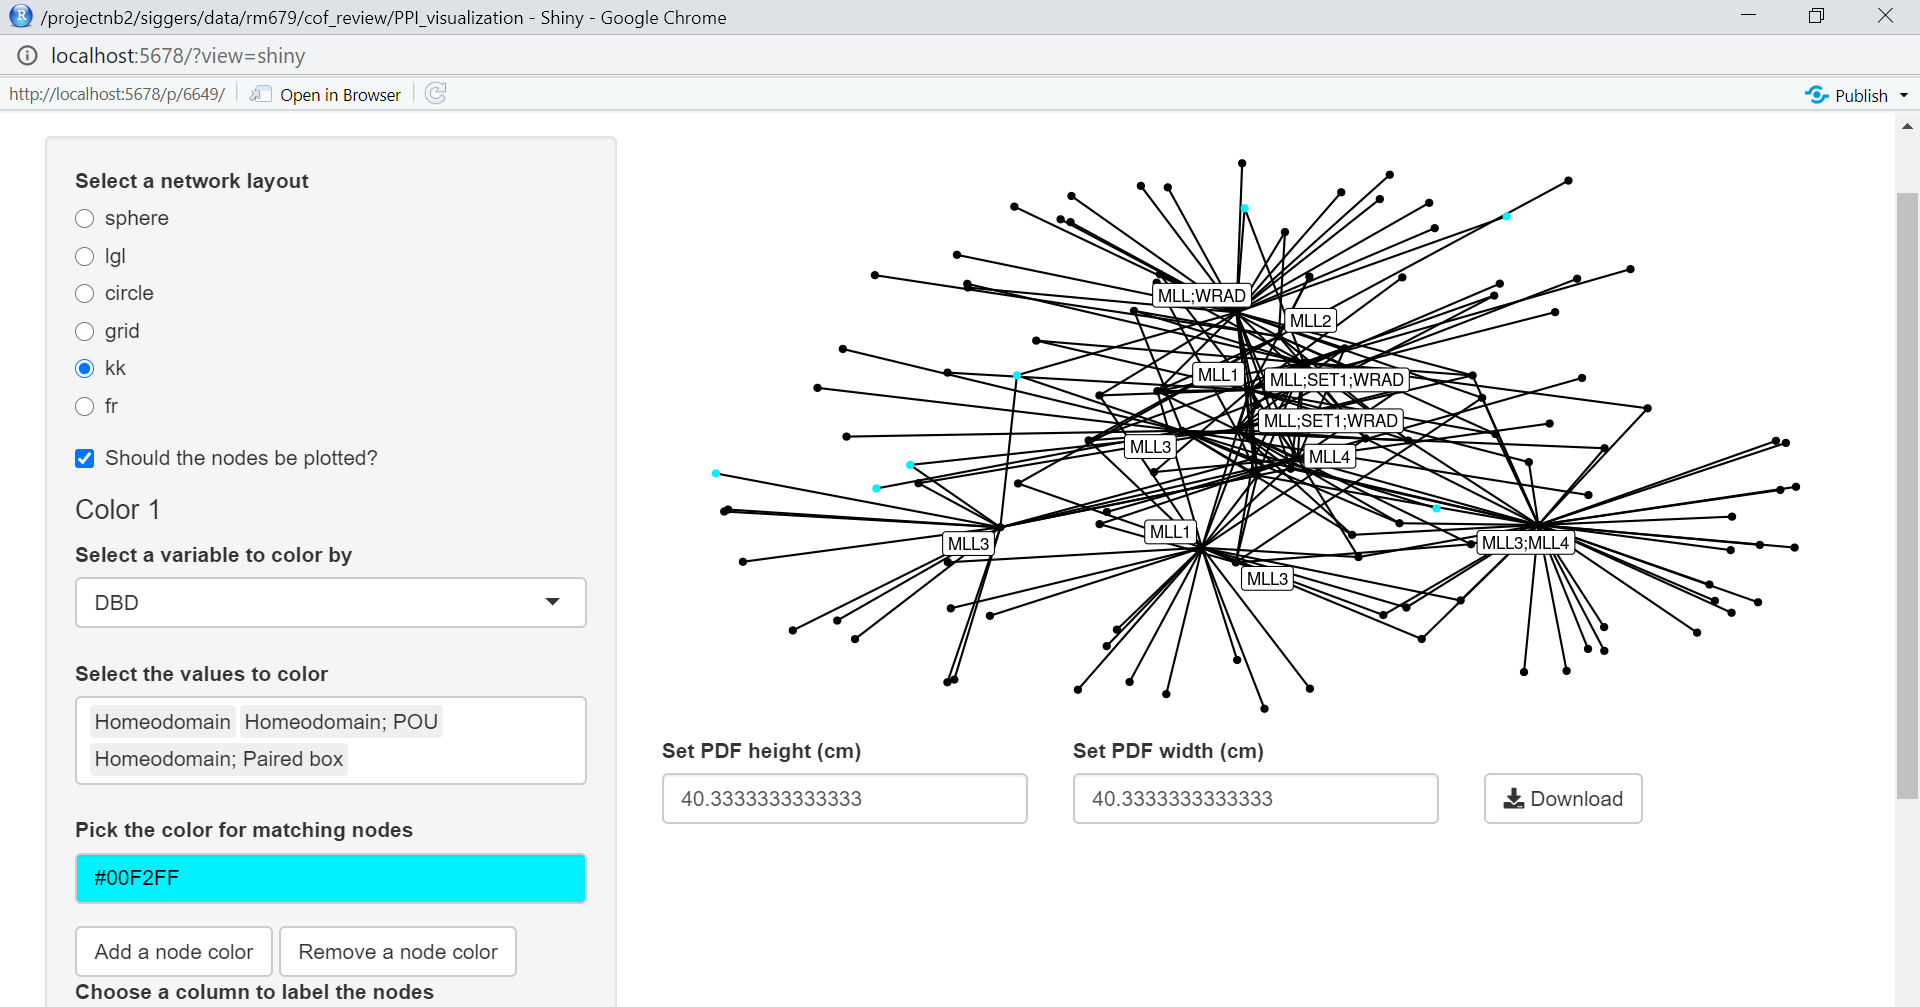 /projectnb2/siggers/data/rm679/cof_review/PPI_visualization - Shiny - Google Chrome
localhost:5678/?view=shiny
http://localhost:5678/p/6649/ Open in Browser Publish
Select a network layout
sphere
lgl
circle
grid
kk
fr
Should the nodes be plotted?
Color 1
Select a variable to color by
DBD
Select the values to color
Homeodomain Homeodomain; POU
Homeodomain; Paired box
Pick the color for matching nodes
#00F2FF
Add a node color Remove a node color
Choose a column to label the nodes
MLL;WRAD
MLL2
MLL1
MLL;SET1;WRAD
MLL;SET1;WRAD
MLL3
MLL4
MLL1
MLL3
MLL3;MLL4
MLL3
Set PDF height (cm) Set PDF width (cm)
40.3333333333333 40.3333333333333 Download